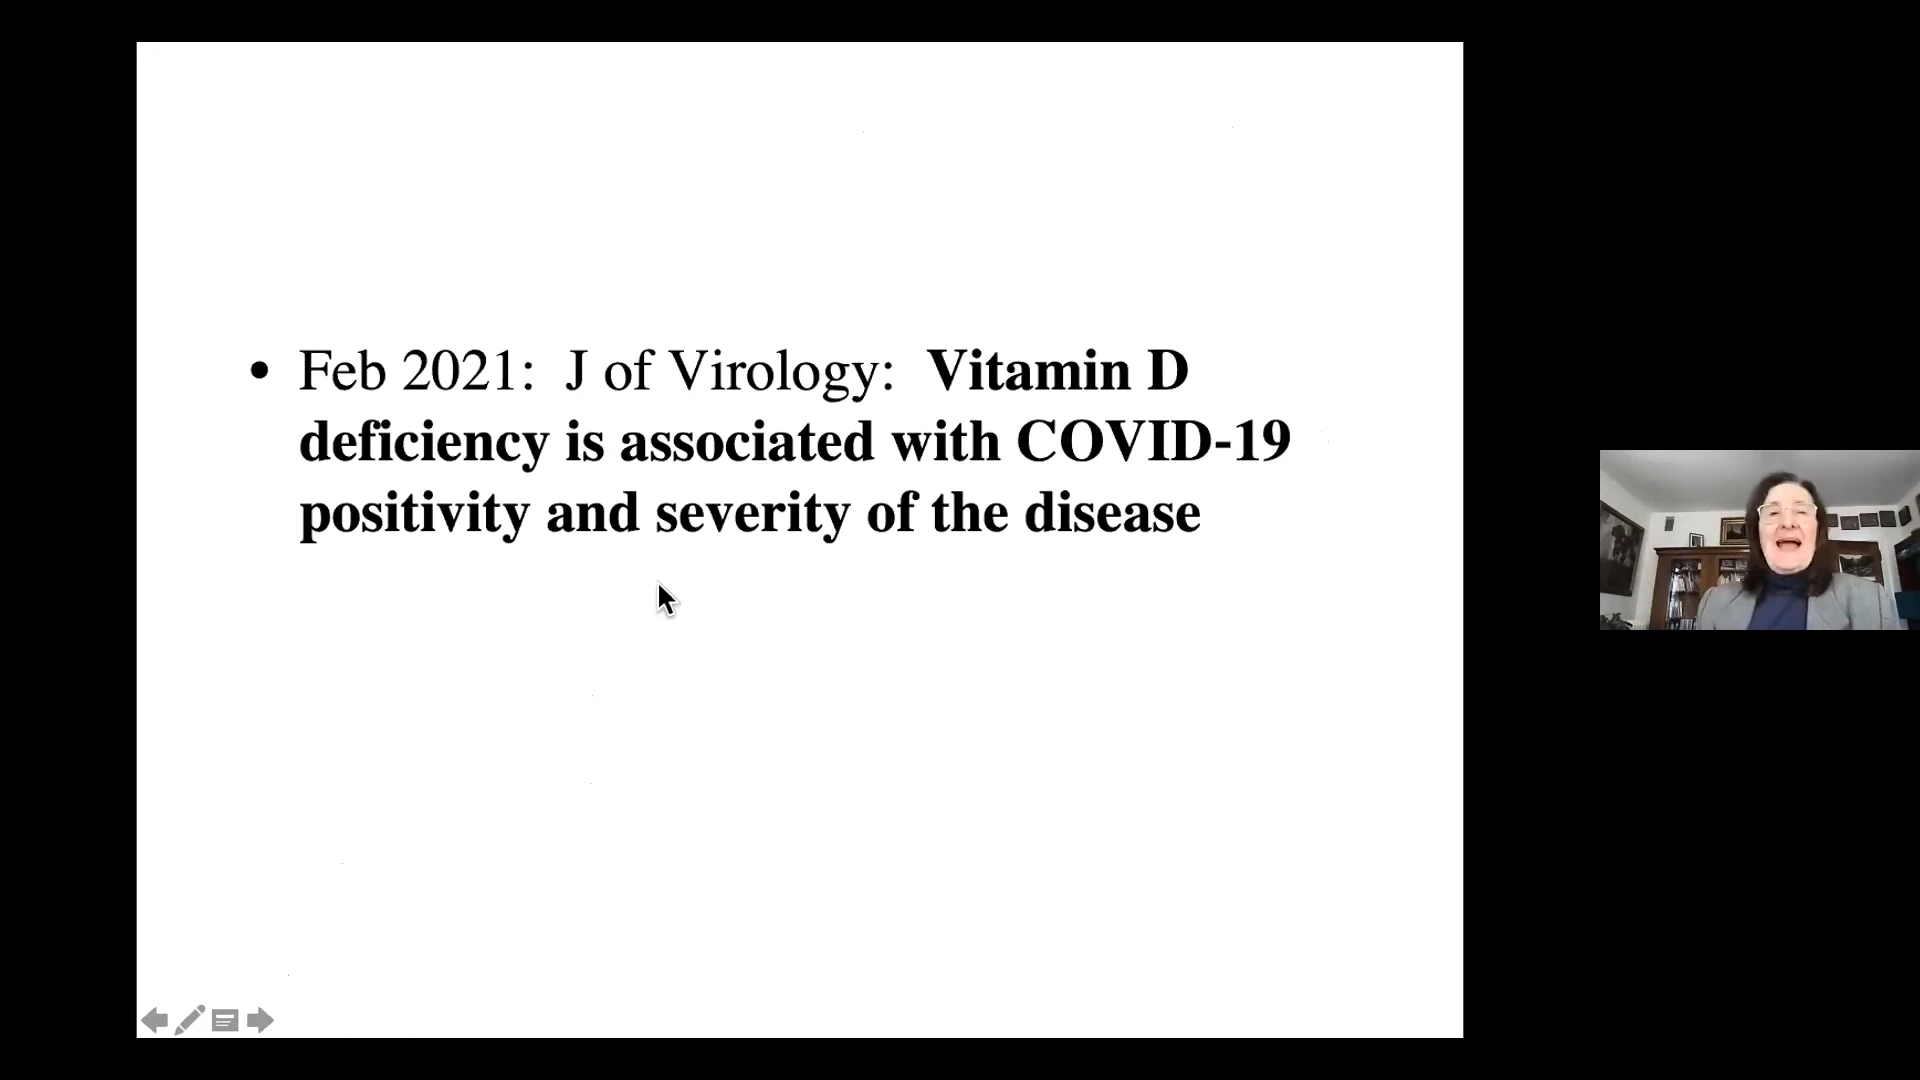 • Feb 2021:  J of Virology:  Vitamin D
deficiency is associated with COVID-19
positivity and severity of the disease